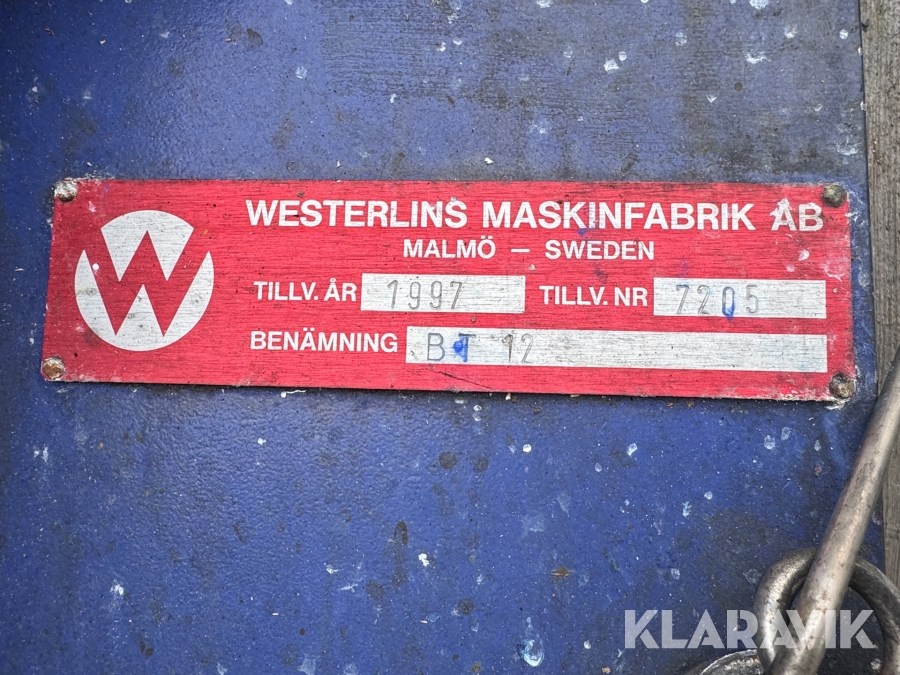 WESTERLINS MASKINFABRIK AB
MALMÖ – SWEDEN
TILLV. ÅR 1997 TILLV. NR 7205
BENÄMNING BT 12
W
KLARAVIK